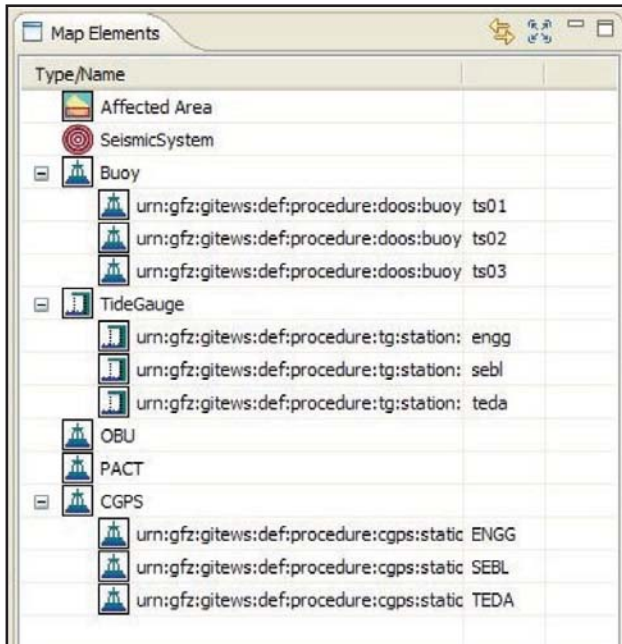 Map Elements
Type/Name
Affected Area
SeismicSystem
Buoy
urn:gfz:gitews:def:procedure:doos:buoy ts01
urn:gfz:gitews:def:procedure:doos:buoy ts02
urn:gfz:gitews:def:procedure:doos:buoy ts03
TideGauge
urn:gfz:gitews:def:procedure:tg:station: engg
urn:gfz:gitews:def:procedure:tg:station: sebl
urn:gfz:gitews:def:procedure:tg:station: teda
OBU
PACT
CGPS
urn:gfz:gitews:def:procedure:cgps:static ENGG
urn:gfz:gitews:def:procedure:cgps:static SEBL
urn:gfz:gitews:def:procedure:cgps:static TEDA